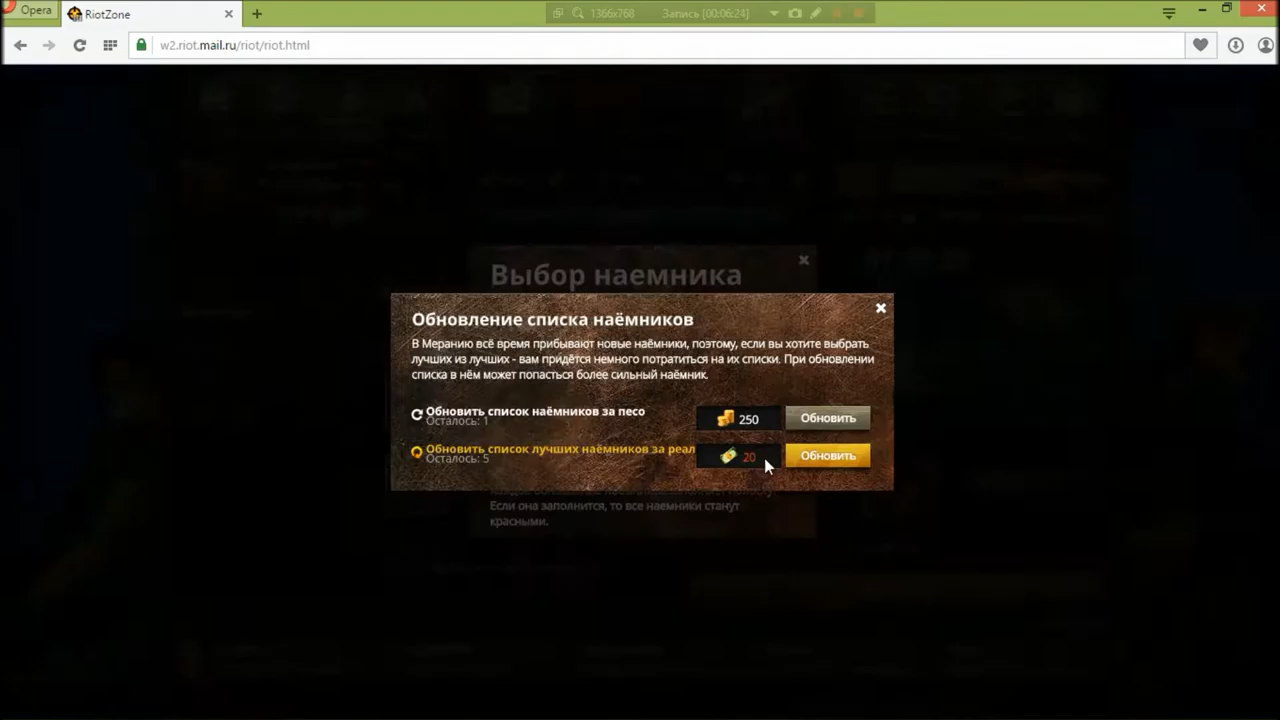 Opera
RiotZone
1366x768
Запись [00:06:24]
w2.riot.mail.ru/riot/riot.html
Выбор наемника
Обновление списка наёмников
В Меранию всё время прибывают новые наёмники, поэтому, если вы хотите выбрать
лучших из лучших - вам придётся немного потратиться на их списки. При обновлении
списка в нём может попасться более сильный наёмник.
Обновить список наёмников за песо
Осталось: 1
250
Обновить
Обновить список лучших наёмников за реал
Осталось: 5
20
Обновить
Если она заполнится, то все наемники станут
красными.